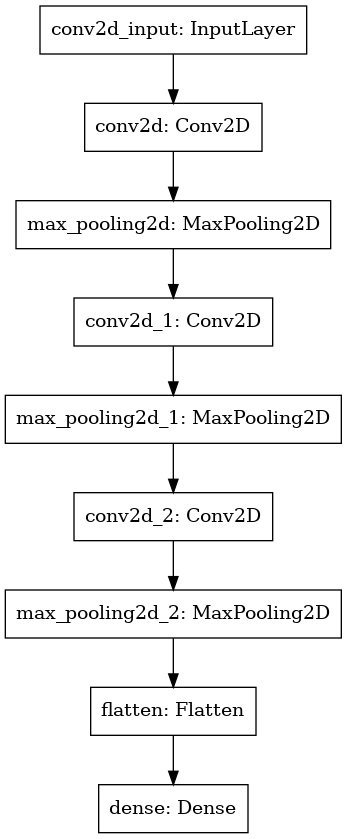 conv2d_input: InputLayer
conv2d: Conv2D
max_pooling2d: MaxPooling2D
conv2d_1: Conv2D
max_pooling2d_1: MaxPooling2D
conv2d_2: Conv2D
max_pooling2d_2: MaxPooling2D
flatten: Flatten
dense: Dense